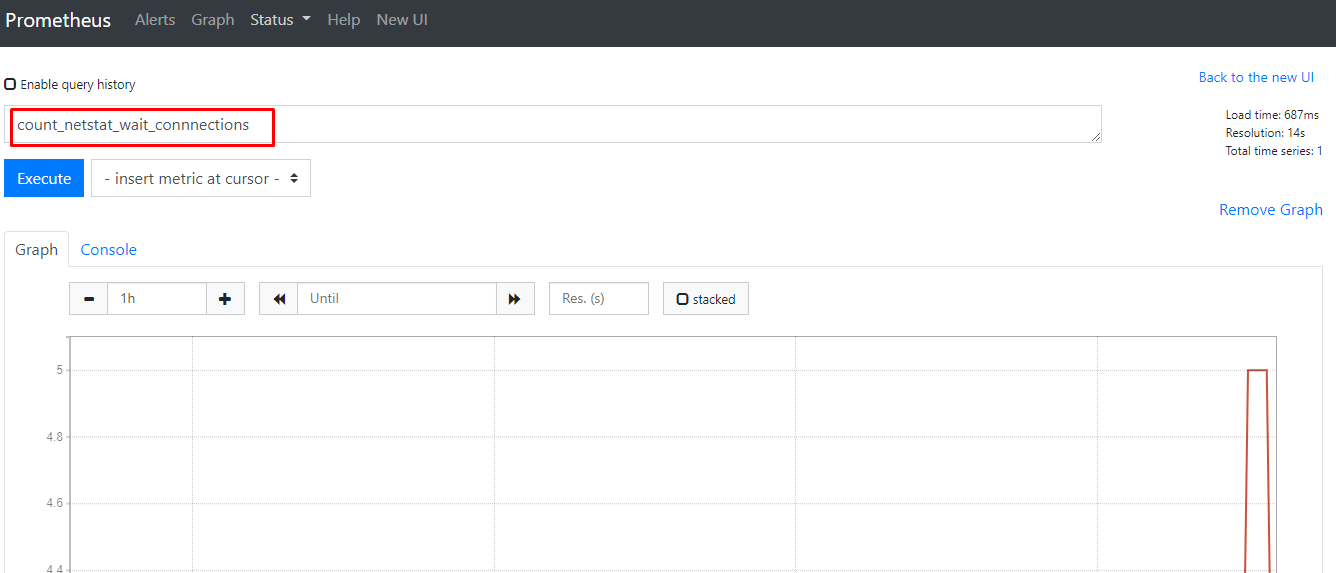 Prometheus Alerts Graph Status Help New UI
Enable query history
Back to the new UI
count_netstat_wait_connnections
Load time: 687ms
Resolution: 14s
Total time series: 1
Execute - insert metric at cursor -
Remove Graph
Graph Console
1h Until Res. (s) stacked
5
4.8
4.6
4.4